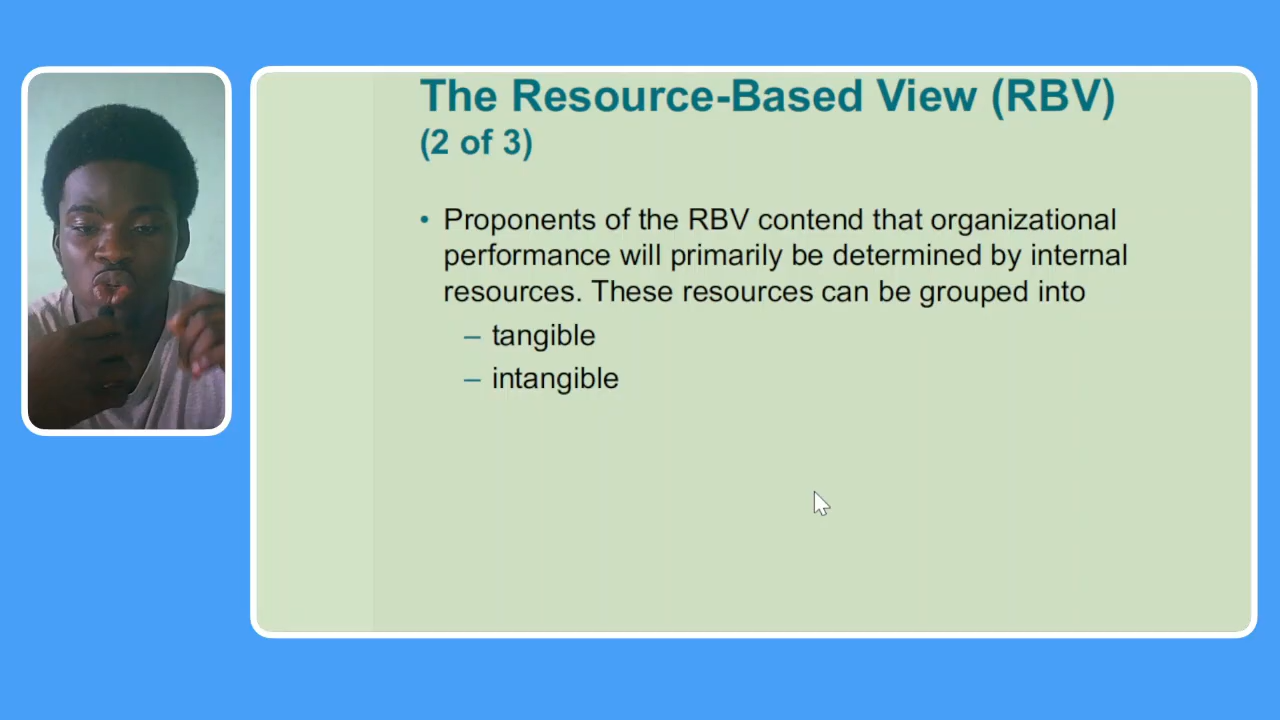 The Resource-Based View (RBV)
(2 of 3)
• Proponents of the RBV contend that organizational
performance will primarily be determined by internal
resources. These resources can be grouped into
– tangible
– intangible